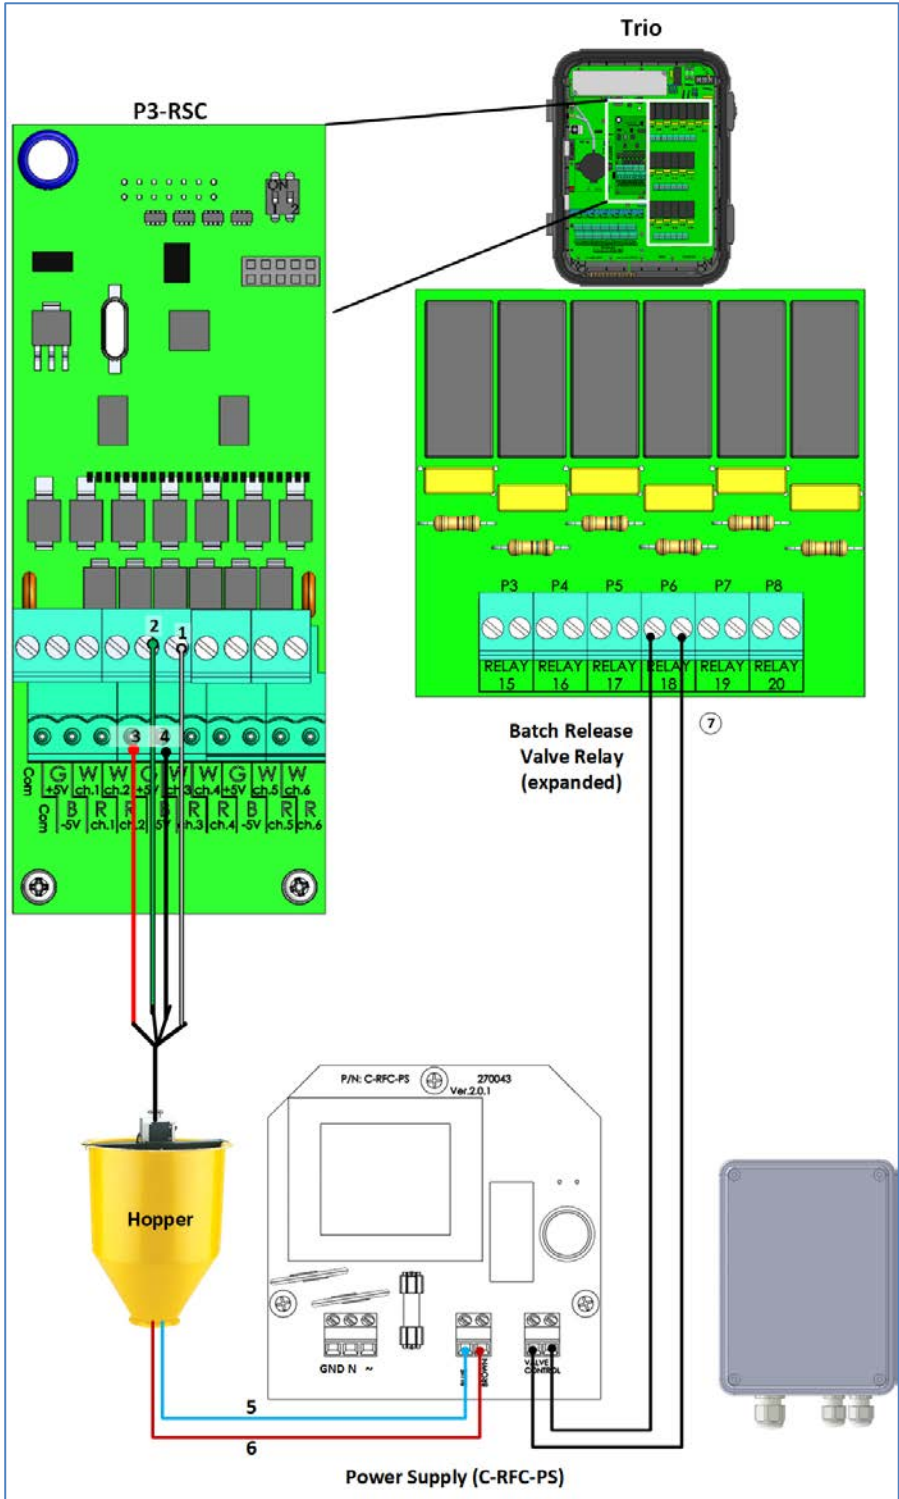 Trio
P3-RSC
ON
1 2
P3 P4 P5 P6 P7 P8
2 1
RELAY 15 RELAY 16 RELAY 17 RELAY 18 RELAY 19 RELAY 20
7
Batch Release
Valve Relay
(expanded)
3 4
Com G W W G W W G W W
+5V ch.1 ch.2 +5V ch.3 ch.4 +5V ch.5 ch.6
Com B R R B R R B R R
-5V ch.1 ch.2 -5V ch.3 ch.4 -5V ch.5 ch.6
P/N: C-RFC-PS 270043
Ver.2.0.1
Hopper
GND N ~
BLUE
BROWN
VALVE
CONTROL
5
6
Power Supply (C-RFC-PS)